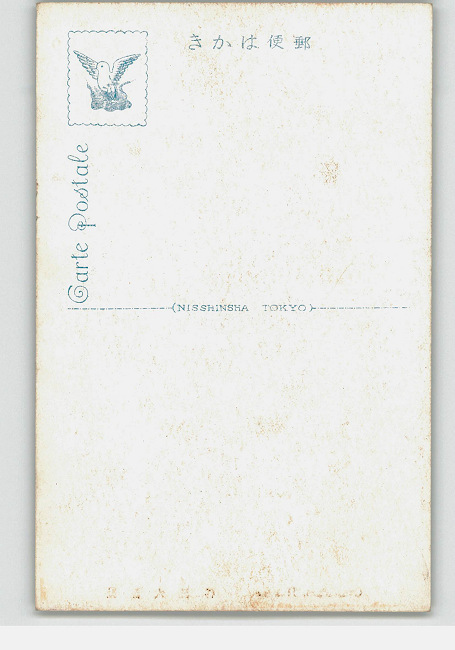 郵便はかき
Carte Postale
(NISSHINSHA TOKYO)